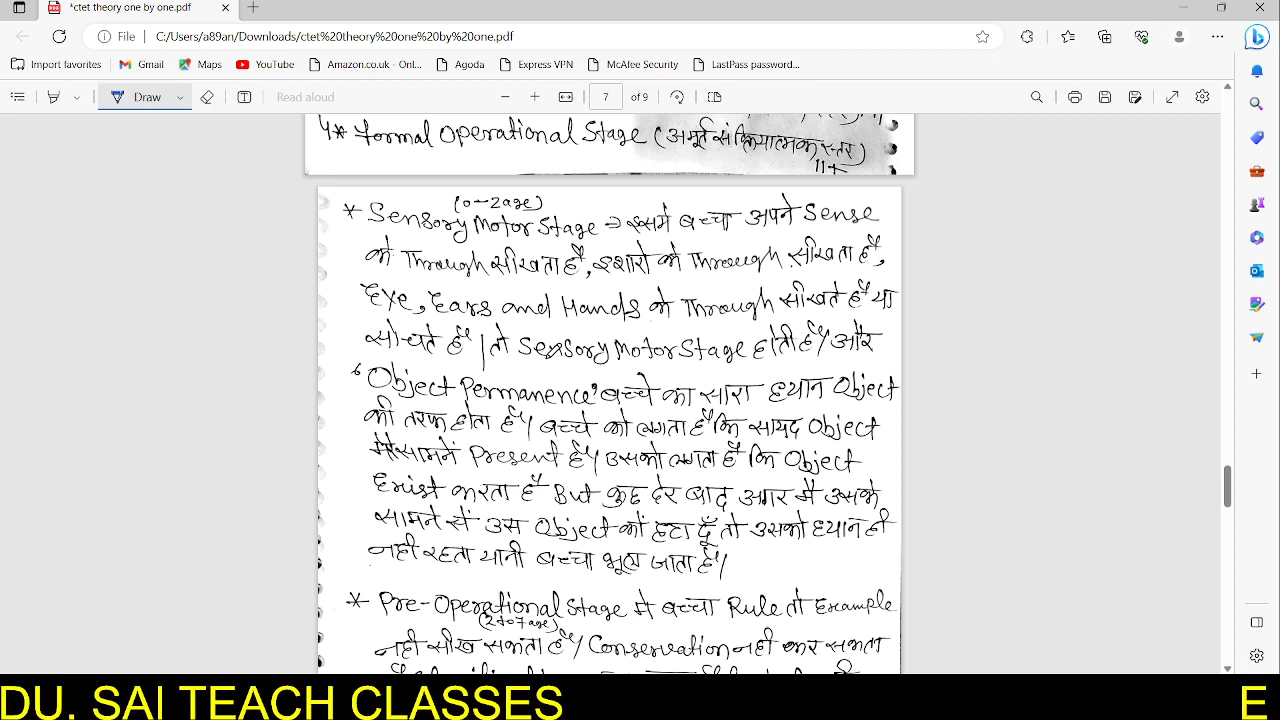 *ctet theory one by one.pdf
File C:/Users/a89an/Downloads/ctet%20theory%20one%20by%20one.pdf
Import favorites Gmail Maps YouTube Amazon.co.uk - Onl... Agoda Express VPN McAfee Security LastPass password...
Draw Read aloud 7 of 9
4* Formal Operational Stage (अमूर्त संक्रियात्मक स्तर)
11+
(0-2 age)
* Sensory Motor Stage → इसमें बच्चा अपने Sense
के Through सीखता है, इशारो के Through सीखता है,
Eye, Ears and Hands के Through सीखते हैं या
सोचते हैं। तो Sensory Motor Stage होती है। और
Object Permanence बच्चे का सारा ध्यान Object
की तरफ होता है। बच्चे को लगता है कि सायद Object
सामने Present है। उसको लगता है कि Object
Exist करता है But कुछ देर बाद अगर मैं उसके
सामने से उस Object को हटा दूँ तो उसको ध्यान ही
नही रहता यानी बच्चा भूल जाता है।
* Pre-Operational Stage मे बच्चा Rule तो Example
(2 to 7 age)
नही सीख सकता है। Conservation नही कर सकता
DU. SAI TEACH CLASSES E